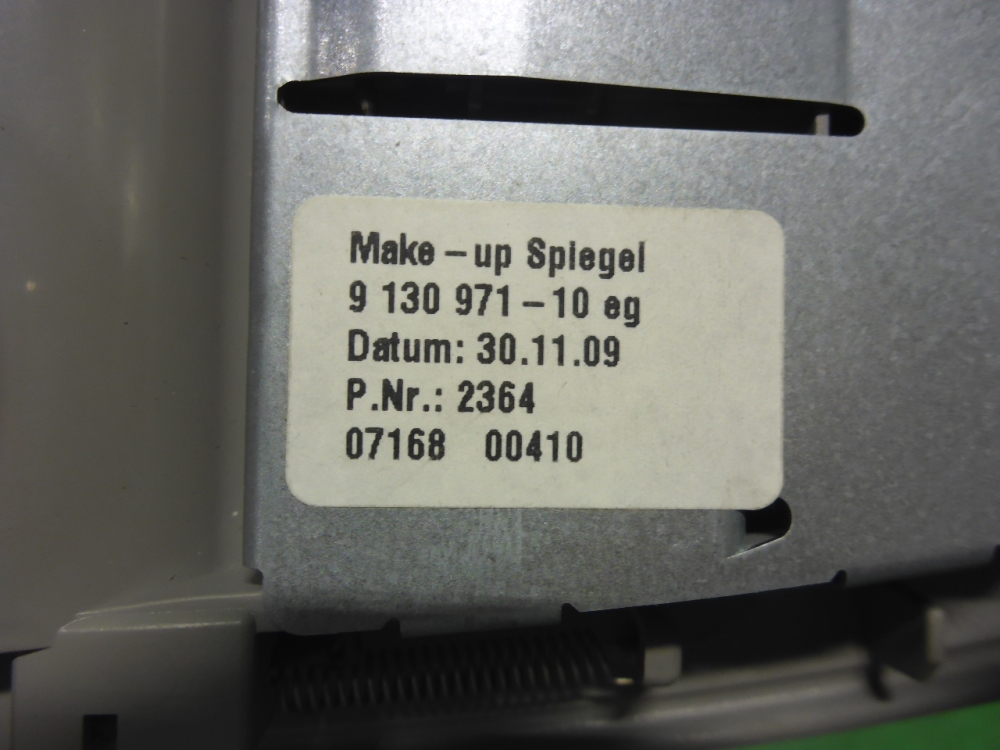 Make-up Spiegel
9 130 971-10 eg
Datum: 30.11.09
P.Nr.: 2364
07168 00410